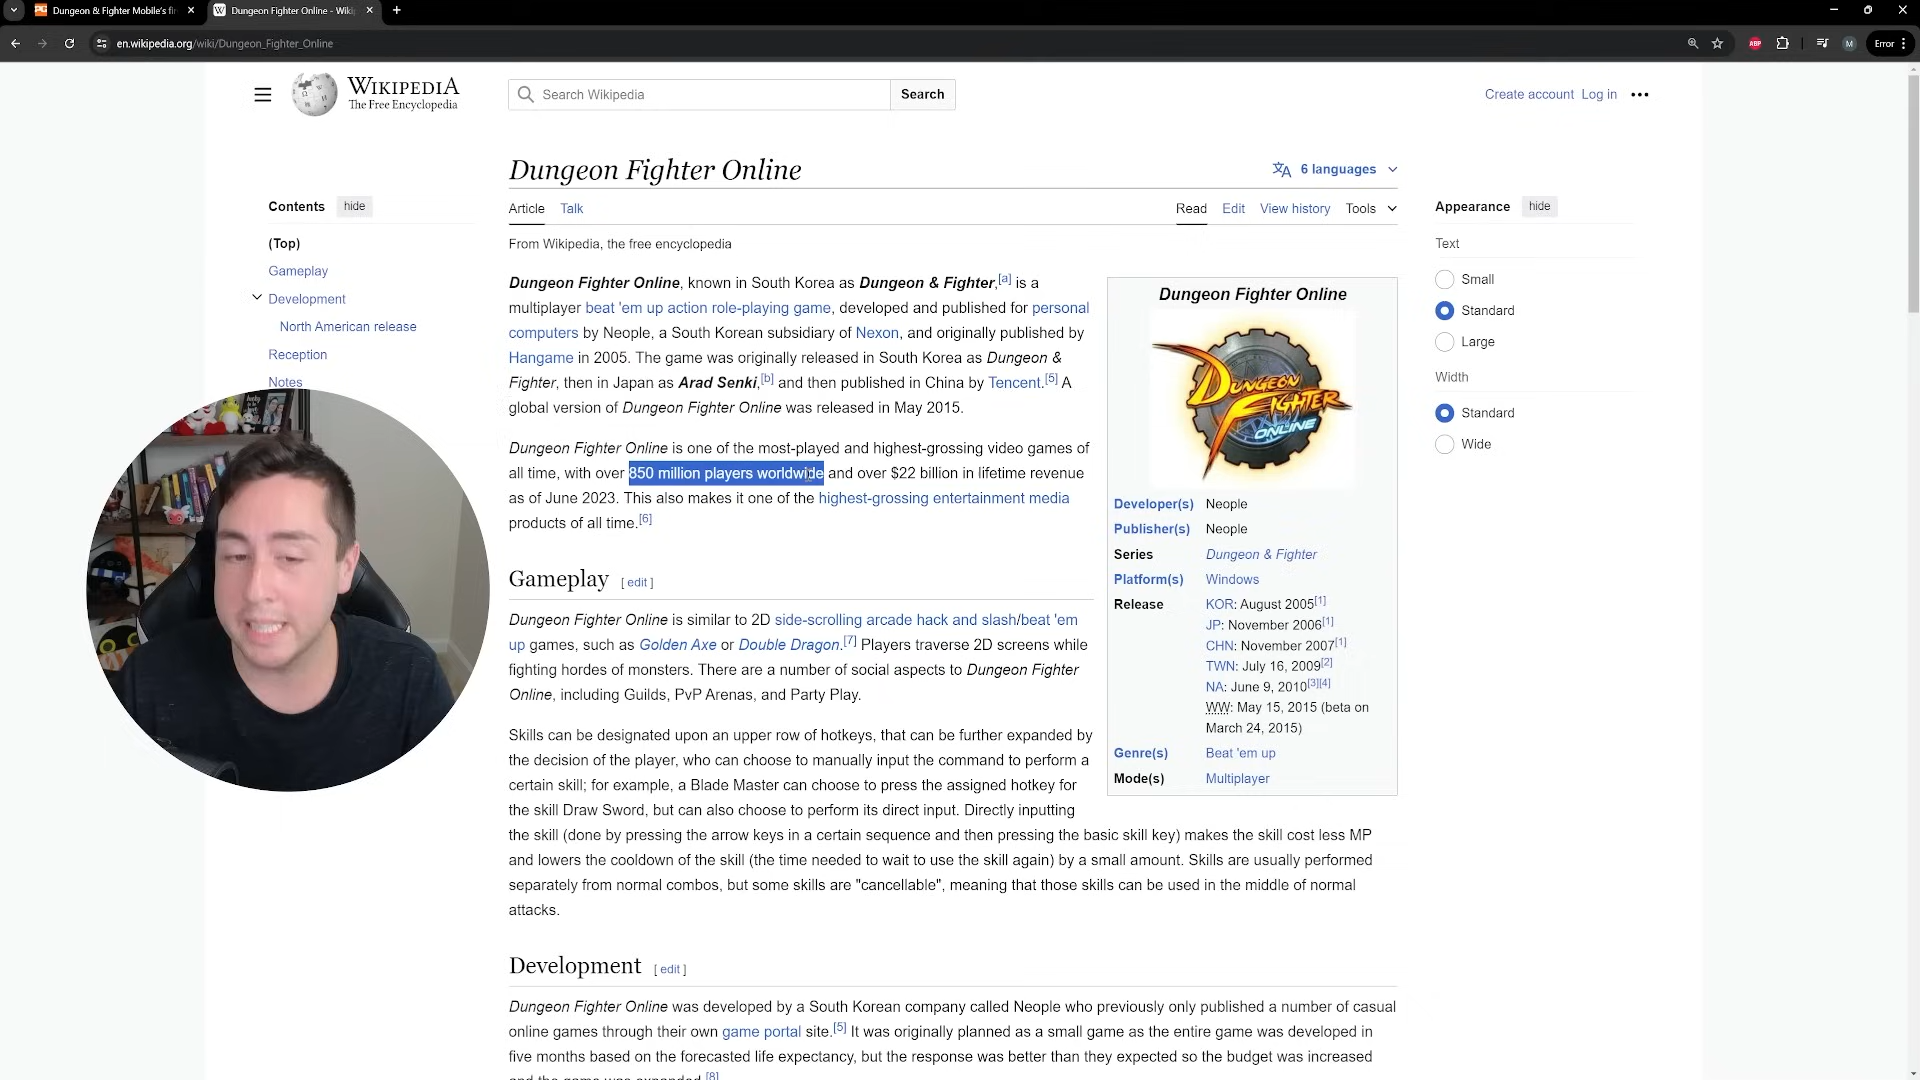 Dungeon & Fighter Mobile's fi
Dungeon Fighter Online - Wiki
en.wikipedia.org/wiki/Dungeon_Fighter_Online
ABP
M
Error
WIKIPEDIA
The Free Encyclopedia
Search Wikipedia
Search
Create account Log in
Dungeon Fighter Online
6 languages
Contents hide
(Top)
Gameplay
Development
North American release
Reception
Notes
Article Talk
Read Edit View history Tools
From Wikipedia, the free encyclopedia
Dungeon Fighter Online, known in South Korea as Dungeon & Fighter,[a] is a
multiplayer beat 'em up action role-playing game, developed and published for personal
computers by Neople, a South Korean subsidiary of Nexon, and originally published by
Hangame in 2005. The game was originally released in South Korea as Dungeon &
Fighter, then in Japan as Arad Senki,[b] and then published in China by Tencent.[5] A
global version of Dungeon Fighter Online was released in May 2015.
Dungeon Fighter Online is one of the most-played and highest-grossing video games of
all time, with over 850 million players worldwide and over $22 billion in lifetime revenue
as of June 2023. This also makes it one of the highest-grossing entertainment media
products of all time.[6]
Gameplay [ edit ]
Dungeon Fighter Online is similar to 2D side-scrolling arcade hack and slash/beat 'em
up games, such as Golden Axe or Double Dragon.[7] Players traverse 2D screens while
fighting hordes of monsters. There are a number of social aspects to Dungeon Fighter
Online, including Guilds, PvP Arenas, and Party Play.
Skills can be designated upon an upper row of hotkeys, that can be further expanded by
the decision of the player, who can choose to manually input the command to perform a
certain skill; for example, a Blade Master can choose to press the assigned hotkey for
the skill Draw Sword, but can also choose to perform its direct input. Directly inputting
the skill (done by pressing the arrow keys in a certain sequence and then pressing the basic skill key) makes the skill cost less MP
and lowers the cooldown of the skill (the time needed to wait to use the skill again) by a small amount. Skills are usually performed
separately from normal combos, but some skills are "cancellable", meaning that those skills can be used in the middle of normal
attacks.
Development [ edit ]
Dungeon Fighter Online was developed by a South Korean company called Neople who previously only published a number of casual
online games through their own game portal site.[5] It was originally planned as a small game as the entire game was developed in
five months based on the forecasted life expectancy, but the response was better than they expected so the budget was increased
and the game was expanded.[8]
Dungeon Fighter Online
DUNGEON
FIGHTER
ONLINE
Developer(s) Neople
Publisher(s) Neople
Series Dungeon & Fighter
Platform(s) Windows
Release KOR: August 2005[1]
JP: November 2006[1]
CHN: November 2007[1]
TWN: July 16, 2009[2]
NA: June 9, 2010[3][4]
WW: May 15, 2015 (beta on
March 24, 2015)
Genre(s) Beat 'em up
Mode(s) Multiplayer
Appearance hide
Text
Small
Standard
Large
Width
Standard
Wide